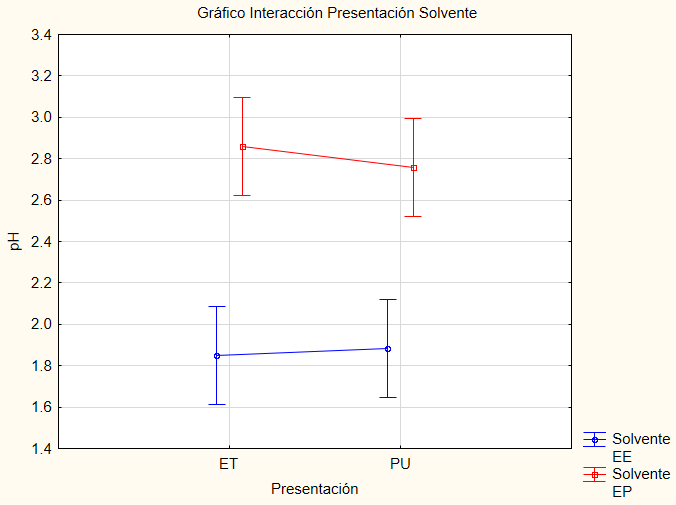 Gráfico Interacción Presentación Solvente
3.4
3.2
3.0
2.8
2.6
2.4
2.2
2.0
1.8
1.6
1.4
pH
ET
PU
Presentación
Solvente
EE
Solvente
EP